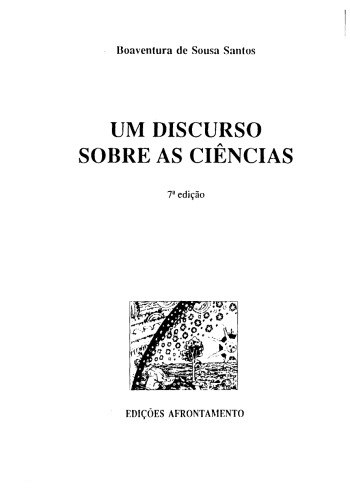 Boaventura de Sousa Santos
UM DISCURSO
SOBRE AS CIÊNCIAS
7ª edição
EDIÇÕES AFRONTAMENTO